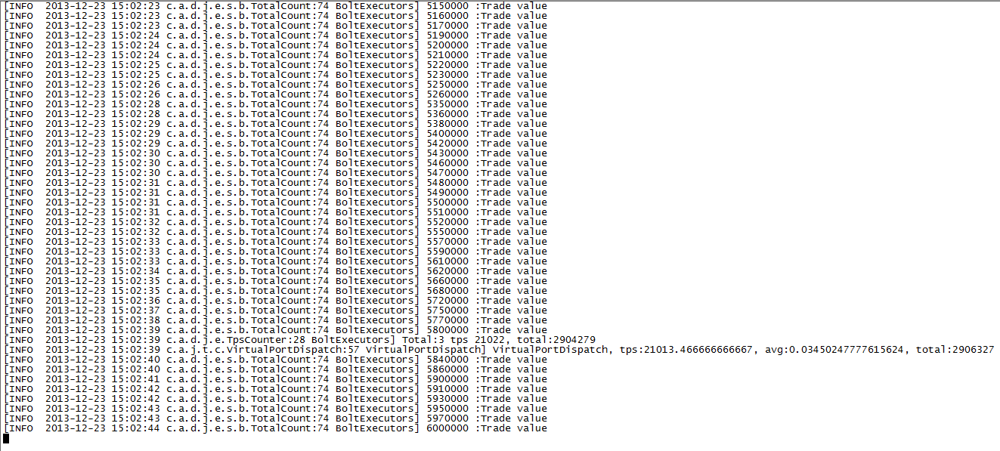 [INFO  2013-12-23 15:02:23 c.a.d.j.e.s.b.TotalCount:74 BoltExecutors] 5150000 :Trade value
[INFO  2013-12-23 15:02:23 c.a.d.j.e.s.b.TotalCount:74 BoltExecutors] 5160000 :Trade value
[INFO  2013-12-23 15:02:23 c.a.d.j.e.s.b.TotalCount:74 BoltExecutors] 5170000 :Trade value
[INFO  2013-12-23 15:02:24 c.a.d.j.e.s.b.TotalCount:74 BoltExecutors] 5190000 :Trade value
[INFO  2013-12-23 15:02:24 c.a.d.j.e.s.b.TotalCount:74 BoltExecutors] 5200000 :Trade value
[INFO  2013-12-23 15:02:24 c.a.d.j.e.s.b.TotalCount:74 BoltExecutors] 5210000 :Trade value
[INFO  2013-12-23 15:02:25 c.a.d.j.e.s.b.TotalCount:74 BoltExecutors] 5220000 :Trade value
[INFO  2013-12-23 15:02:25 c.a.d.j.e.s.b.TotalCount:74 BoltExecutors] 5230000 :Trade value
[INFO  2013-12-23 15:02:26 c.a.d.j.e.s.b.TotalCount:74 BoltExecutors] 5250000 :Trade value
[INFO  2013-12-23 15:02:26 c.a.d.j.e.s.b.TotalCount:74 BoltExecutors] 5260000 :Trade value
[INFO  2013-12-23 15:02:28 c.a.d.j.e.s.b.TotalCount:74 BoltExecutors] 5350000 :Trade value
[INFO  2013-12-23 15:02:28 c.a.d.j.e.s.b.TotalCount:74 BoltExecutors] 5360000 :Trade value
[INFO  2013-12-23 15:02:29 c.a.d.j.e.s.b.TotalCount:74 BoltExecutors] 5380000 :Trade value
[INFO  2013-12-23 15:02:29 c.a.d.j.e.s.b.TotalCount:74 BoltExecutors] 5400000 :Trade value
[INFO  2013-12-23 15:02:29 c.a.d.j.e.s.b.TotalCount:74 BoltExecutors] 5420000 :Trade value
[INFO  2013-12-23 15:02:30 c.a.d.j.e.s.b.TotalCount:74 BoltExecutors] 5430000 :Trade value
[INFO  2013-12-23 15:02:30 c.a.d.j.e.s.b.TotalCount:74 BoltExecutors] 5460000 :Trade value
[INFO  2013-12-23 15:02:30 c.a.d.j.e.s.b.TotalCount:74 BoltExecutors] 5470000 :Trade value
[INFO  2013-12-23 15:02:31 c.a.d.j.e.s.b.TotalCount:74 BoltExecutors] 5480000 :Trade value
[INFO  2013-12-23 15:02:31 c.a.d.j.e.s.b.TotalCount:74 BoltExecutors] 5490000 :Trade value
[INFO  2013-12-23 15:02:31 c.a.d.j.e.s.b.TotalCount:74 BoltExecutors] 5500000 :Trade value
[INFO  2013-12-23 15:02:31 c.a.d.j.e.s.b.TotalCount:74 BoltExecutors] 5510000 :Trade value
[INFO  2013-12-23 15:02:32 c.a.d.j.e.s.b.TotalCount:74 BoltExecutors] 5520000 :Trade value
[INFO  2013-12-23 15:02:32 c.a.d.j.e.s.b.TotalCount:74 BoltExecutors] 5550000 :Trade value
[INFO  2013-12-23 15:02:33 c.a.d.j.e.s.b.TotalCount:74 BoltExecutors] 5570000 :Trade value
[INFO  2013-12-23 15:02:33 c.a.d.j.e.s.b.TotalCount:74 BoltExecutors] 5590000 :Trade value
[INFO  2013-12-23 15:02:33 c.a.d.j.e.s.b.TotalCount:74 BoltExecutors] 5610000 :Trade value
[INFO  2013-12-23 15:02:34 c.a.d.j.e.s.b.TotalCount:74 BoltExecutors] 5620000 :Trade value
[INFO  2013-12-23 15:02:35 c.a.d.j.e.s.b.TotalCount:74 BoltExecutors] 5660000 :Trade value
[INFO  2013-12-23 15:02:35 c.a.d.j.e.s.b.TotalCount:74 BoltExecutors] 5680000 :Trade value
[INFO  2013-12-23 15:02:36 c.a.d.j.e.s.b.TotalCount:74 BoltExecutors] 5720000 :Trade value
[INFO  2013-12-23 15:02:37 c.a.d.j.e.s.b.TotalCount:74 BoltExecutors] 5750000 :Trade value
[INFO  2013-12-23 15:02:38 c.a.d.j.e.s.b.TotalCount:74 BoltExecutors] 5770000 :Trade value
[INFO  2013-12-23 15:02:39 c.a.d.j.e.s.b.TotalCount:74 BoltExecutors] 5800000 :Trade value
[INFO  2013-12-23 15:02:39 c.a.d.j.e.TpsCounter:28 BoltExecutors] Total:3 tps 21022, total:2904279
[INFO  2013-12-23 15:02:39 c.a.j.t.c.VirtualPortDispatch:57 VirtualPortDispatch] VirtualPortDispatch, tps:21013.466666666667, avg:0.03450247777615624, total:2906327
[INFO  2013-12-23 15:02:40 c.a.d.j.e.s.b.TotalCount:74 BoltExecutors] 5840000 :Trade value
[INFO  2013-12-23 15:02:40 c.a.d.j.e.s.b.TotalCount:74 BoltExecutors] 5860000 :Trade value
[INFO  2013-12-23 15:02:41 c.a.d.j.e.s.b.TotalCount:74 BoltExecutors] 5900000 :Trade value
[INFO  2013-12-23 15:02:42 c.a.d.j.e.s.b.TotalCount:74 BoltExecutors] 5910000 :Trade value
[INFO  2013-12-23 15:02:42 c.a.d.j.e.s.b.TotalCount:74 BoltExecutors] 5930000 :Trade value
[INFO  2013-12-23 15:02:43 c.a.d.j.e.s.b.TotalCount:74 BoltExecutors] 5950000 :Trade value
[INFO  2013-12-23 15:02:43 c.a.d.j.e.s.b.TotalCount:74 BoltExecutors] 5970000 :Trade value
[INFO  2013-12-23 15:02:44 c.a.d.j.e.s.b.TotalCount:74 BoltExecutors] 6000000 :Trade value